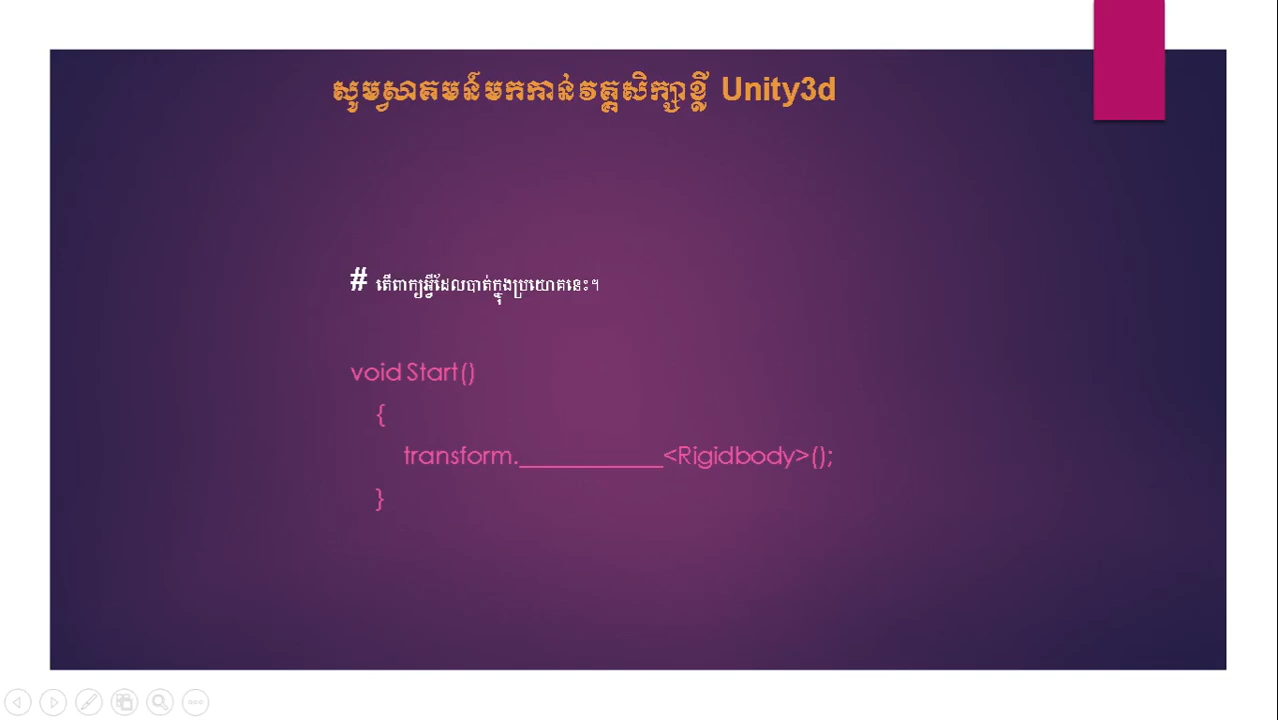 សូមស្វាគមន៍មកកាន់វគ្គសិក្សាខ្លី Unity3d
# តើពាក្យអ្វីដែលបាត់ក្នុងប្រយោគនេះ។
void Start()
{
transform.____________<Rigidbody>();
}